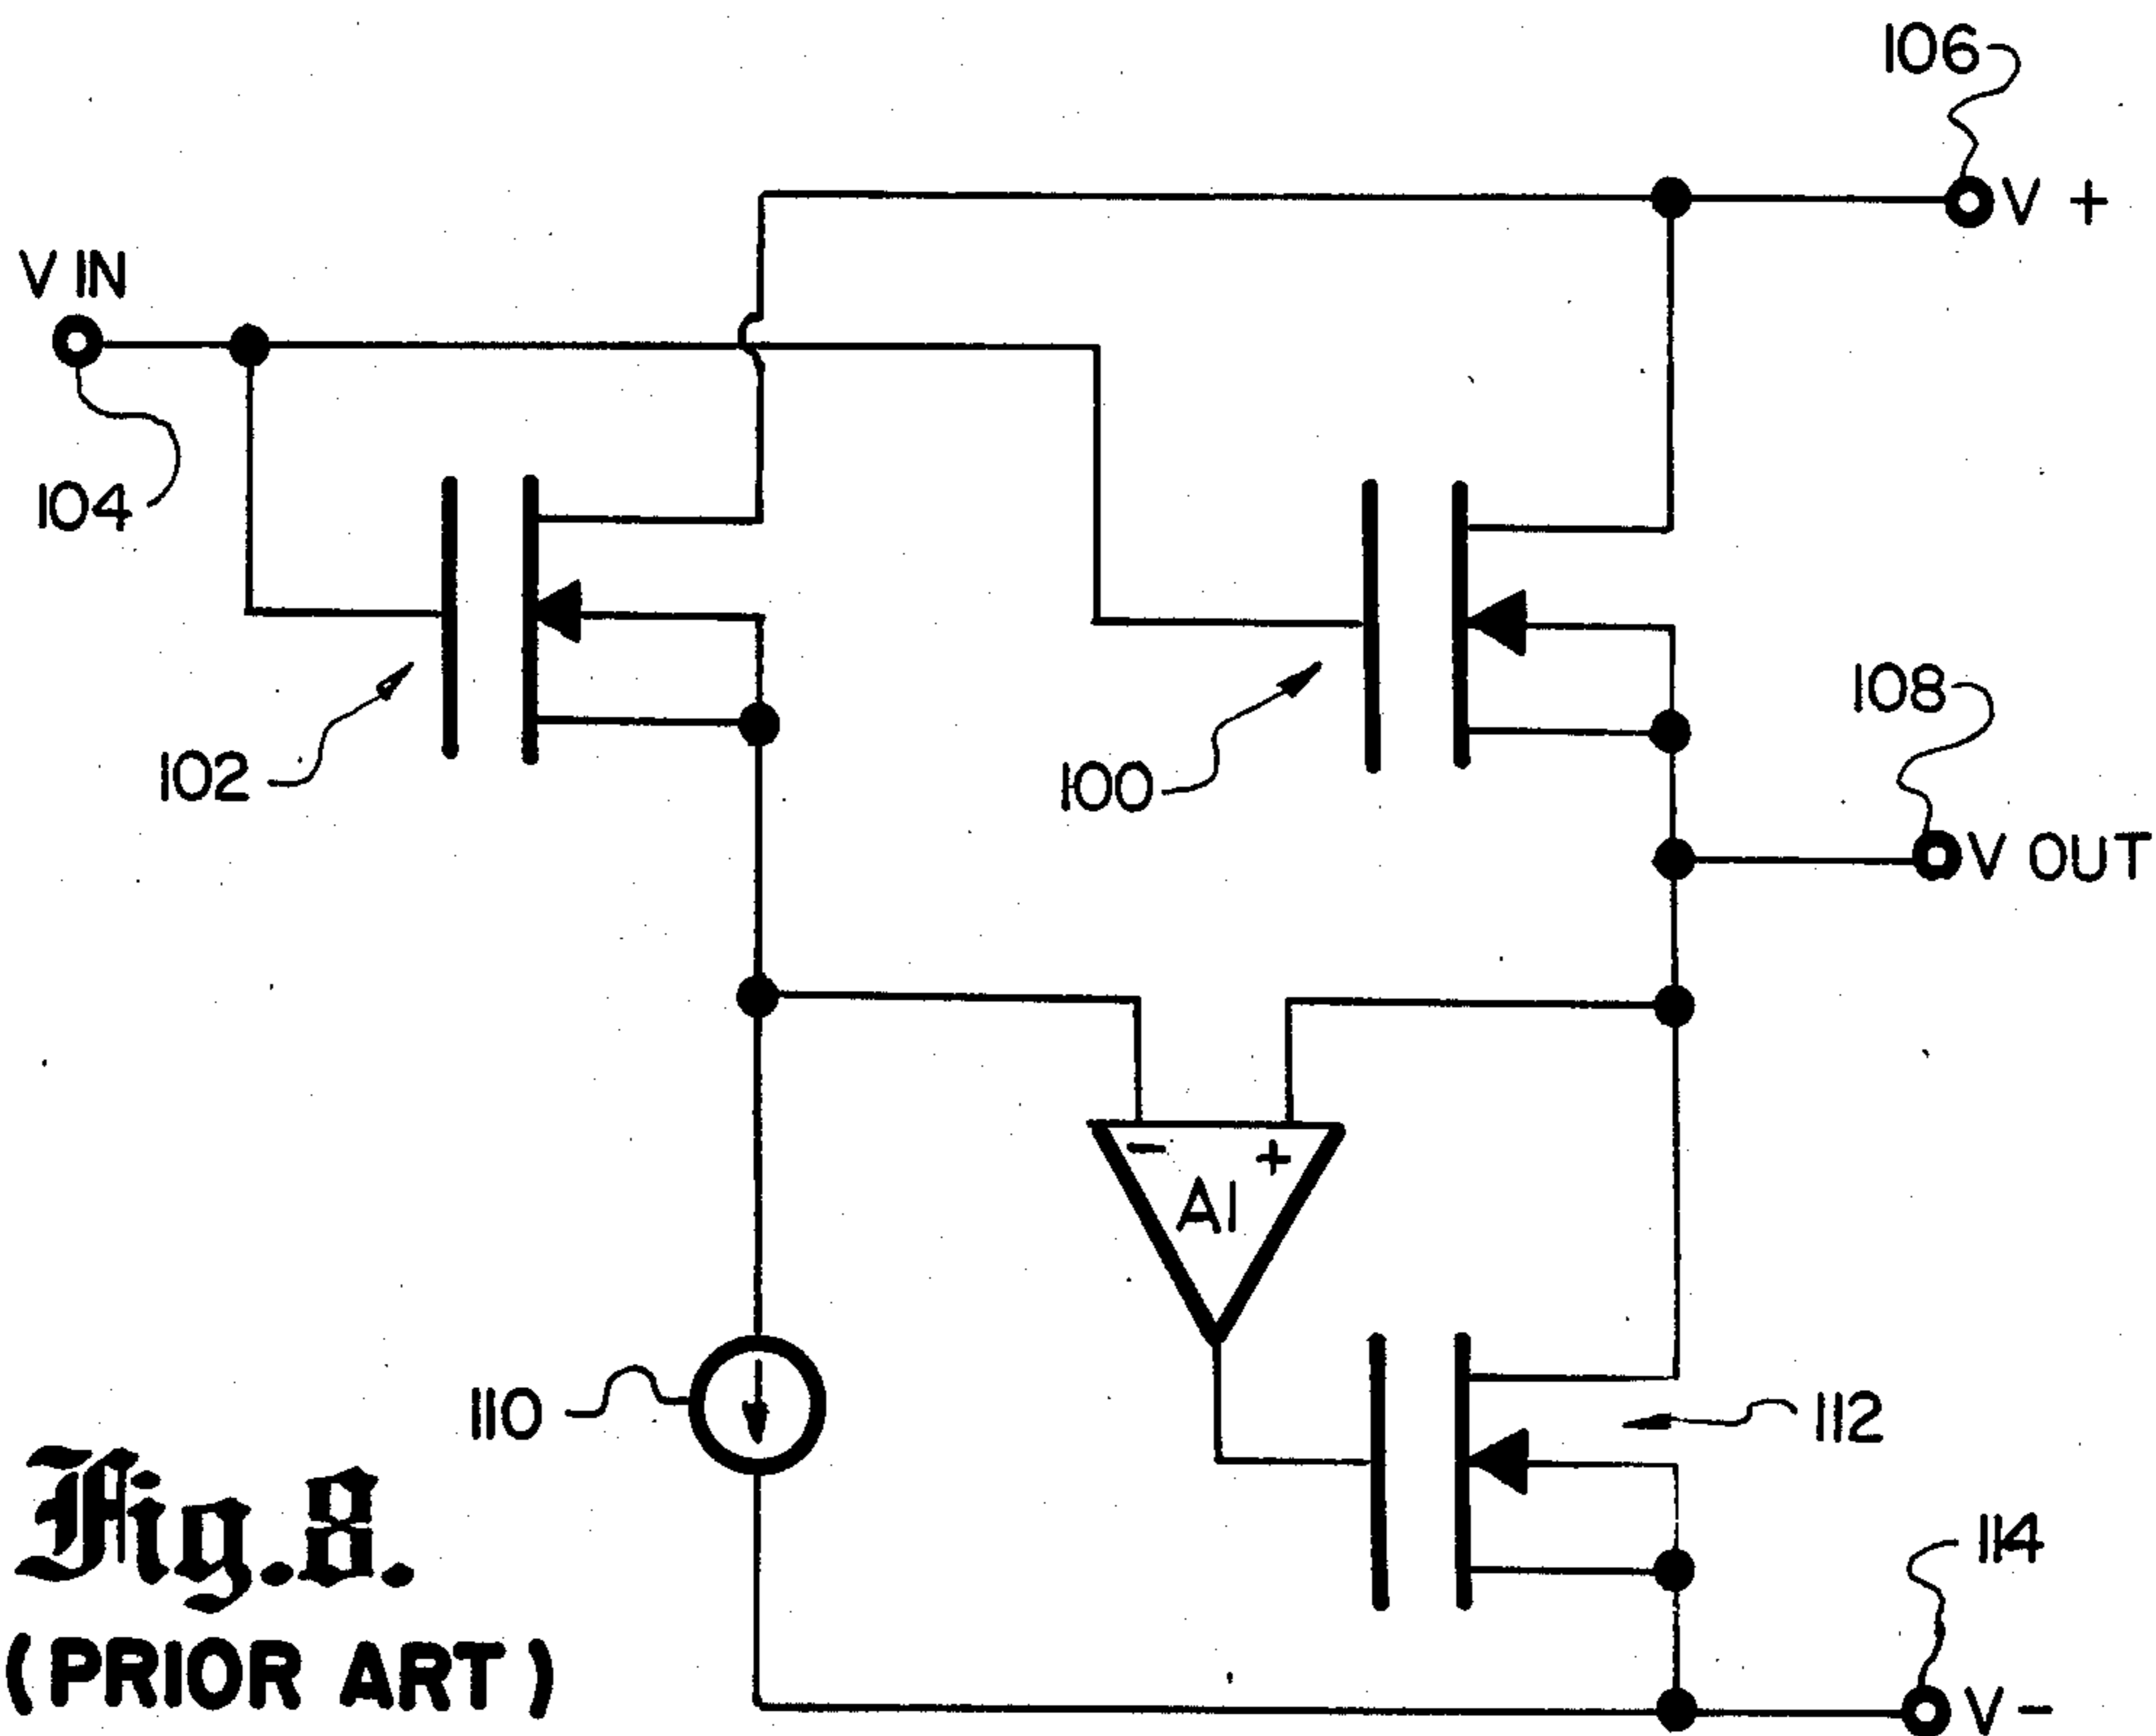 106
V +
V IN
104
102
100
108
V OUT
- +
A1
110
112
114
Fig. 8.
(PRIOR ART)
V -